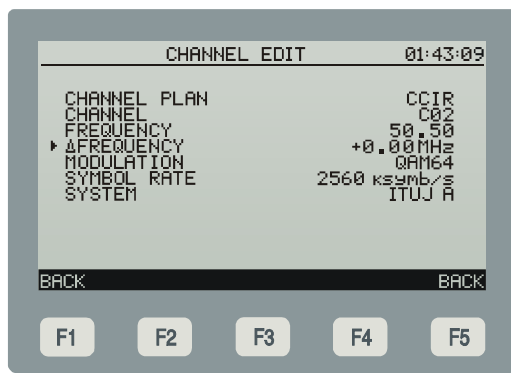 CHANNEL EDIT 01:43:09
CHANNEL PLAN CCIR
CHANNEL C02
FREQUENCY 50.50
ΔFREQUENCY +0.00MHz
MODULATION QAM64
SYMBOL RATE 2560 ksymb/s
SYSTEM ITUJ A
BACK BACK
F1 F2 F3 F4 F5